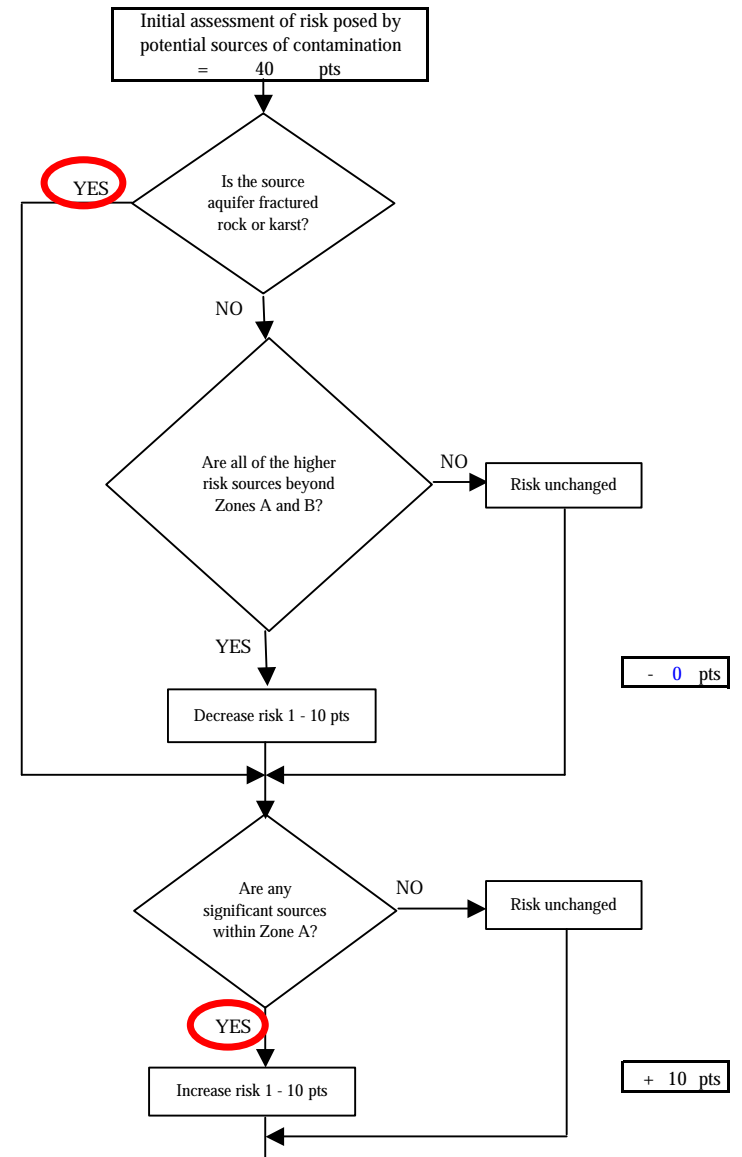 Initial assessment of risk posed by
potential sources of contamination
= 40 pts
YES
Is the source
aquifer fractured
rock or karst?
NO
Are all of the higher
risk sources beyond
Zones A and B?
NO
Risk unchanged
YES
- 0 pts
Decrease risk 1 - 10 pts
Are any
significant sources
within Zone A?
NO
Risk unchanged
YES
+ 10 pts
Increase risk 1 - 10 pts